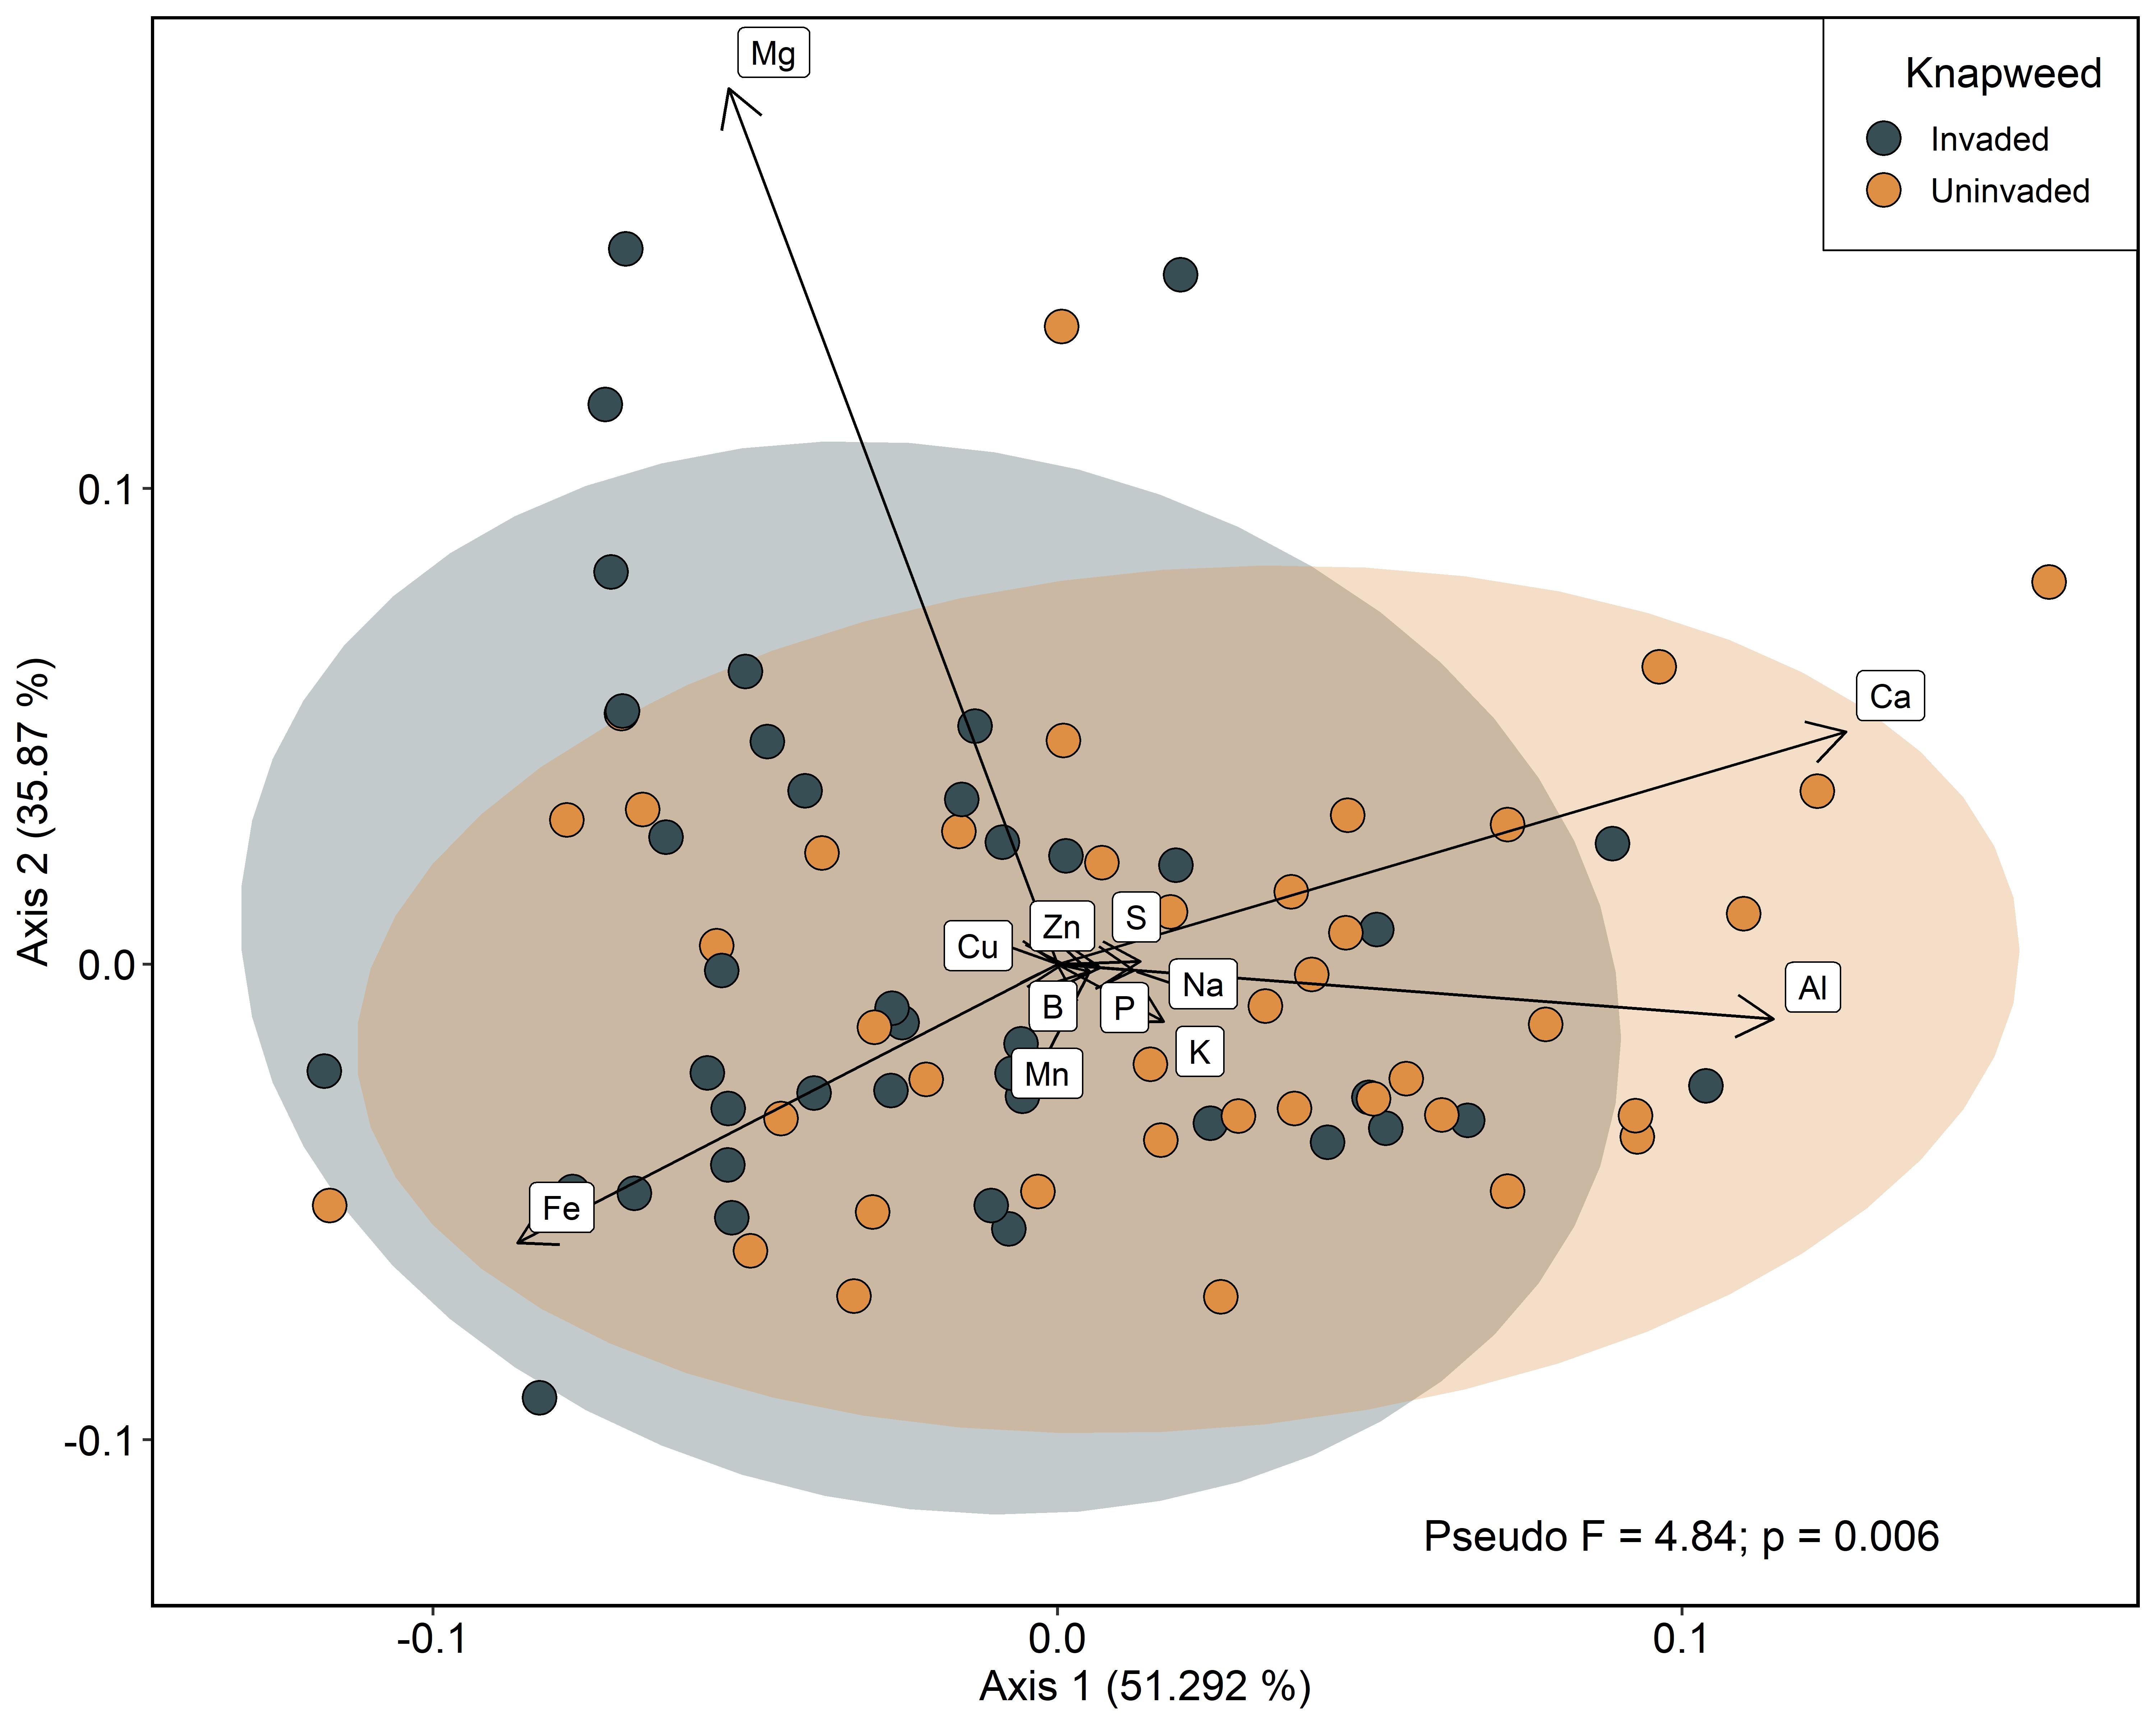 Mg
Knapweed
Invaded
Uninvaded
0.1
Ca
Axis 2 (35.87 %)
Zn
S
Cu
0.0
Na
Al
B
P
K
Mn
Fe
-0.1
Pseudo F = 4.84; p = 0.006
-0.1
0.0
0.1
Axis 1 (51.292 %)